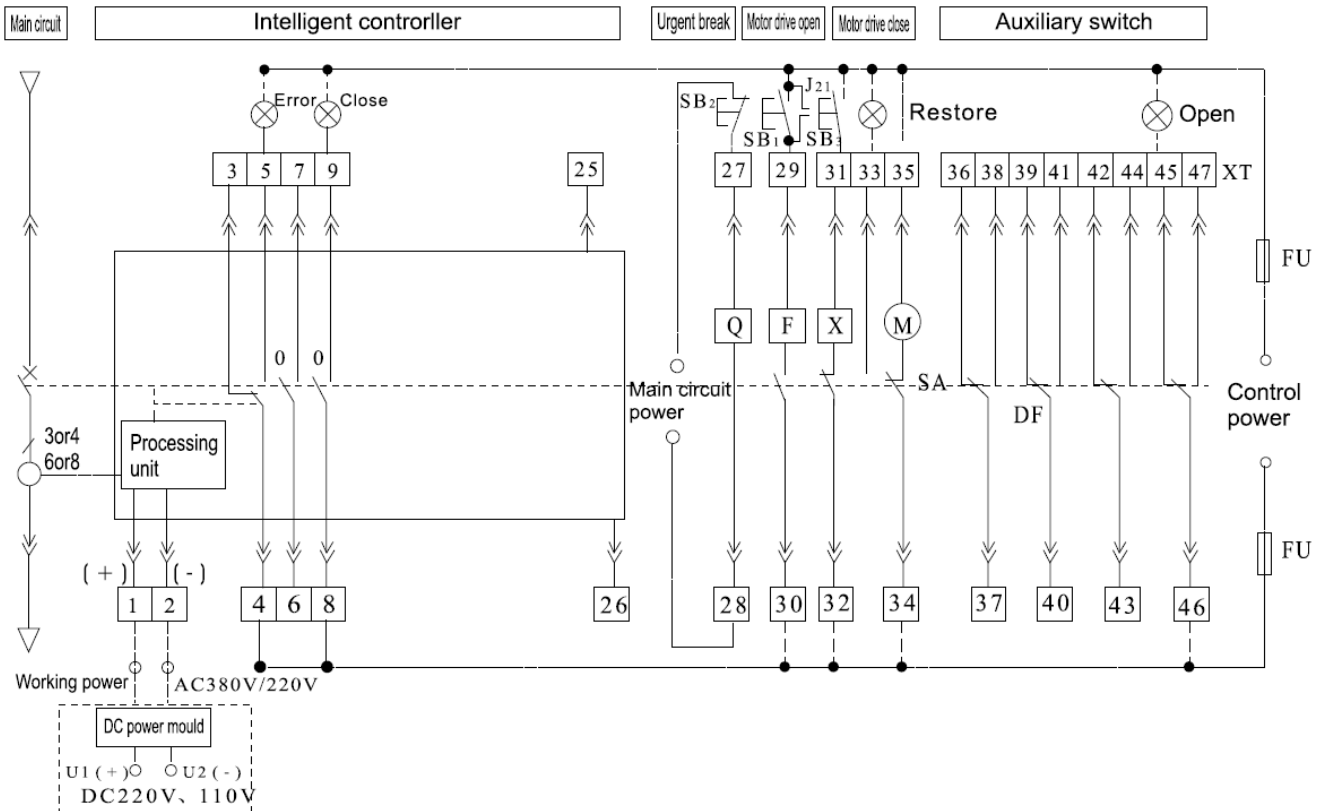 Main circuit
Intelligent controrller
Urgent break
Motor drive open
Motor drive close
Auxiliary switch
Error Close
SB2
J21
SB1
SB3
Restore
Open
3 5 7 9
25
27 29 31 33 35
36 38 39 41 42 44 45 47 XT
FU
Q F X M
0 0
SA
Main circuit
power
DF
Control
power
3or4
6or8
Processing
unit
FU
(+) (-)
1 2 4 6 8
26
28 30 32 34 37 40 43 46
Working power AC380V/220V
DC power mould
U1(+) U2(-)
DC220V、110V